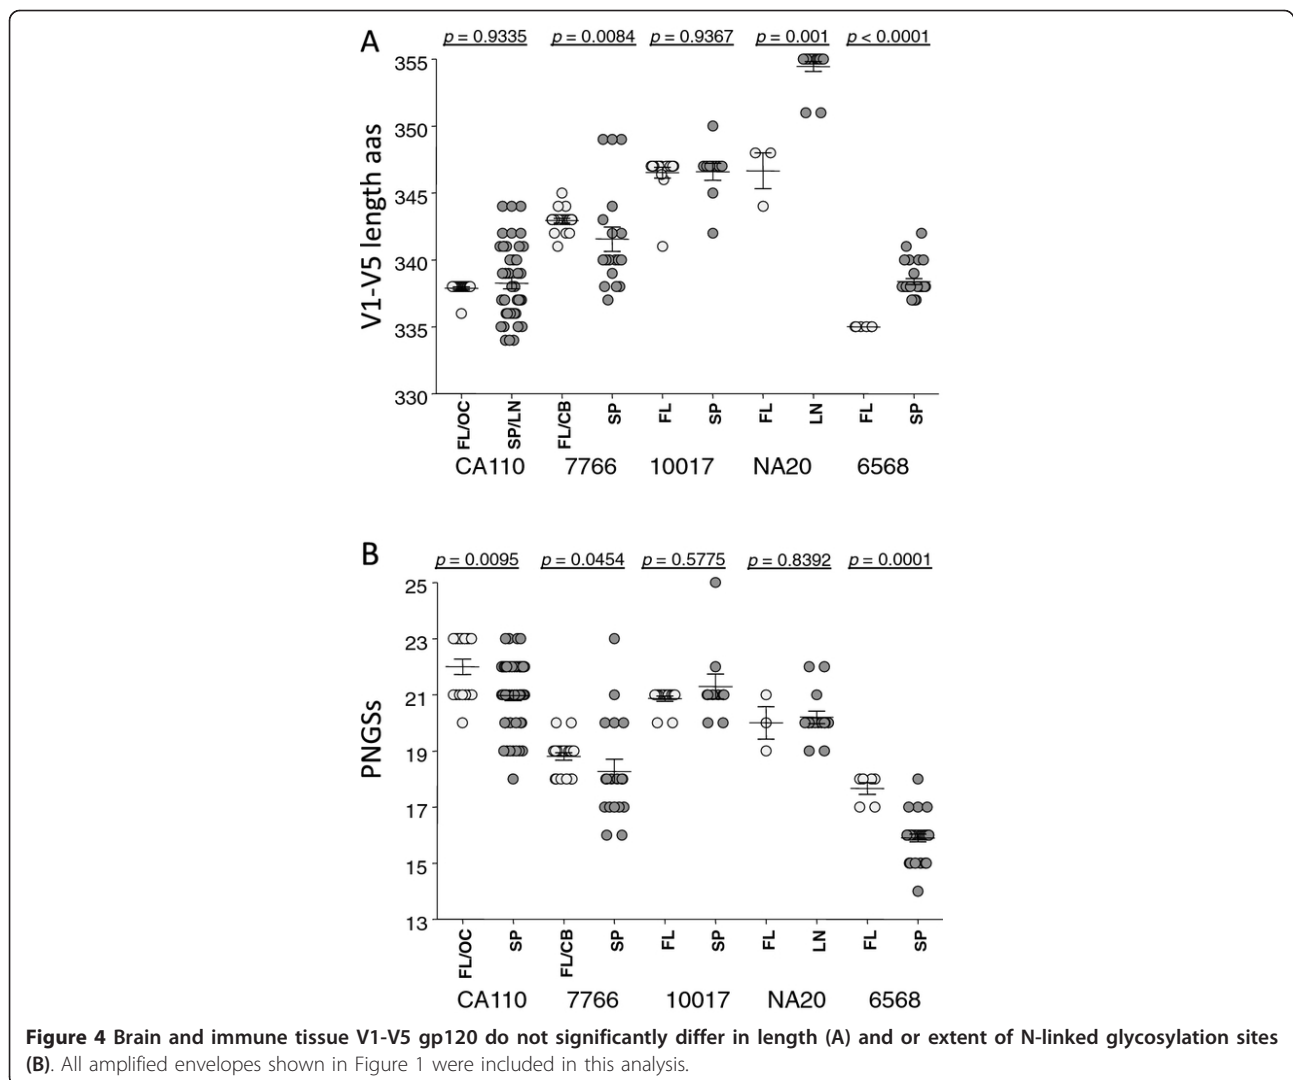 A
p = 0.9335 p = 0.0084 p = 0.9367 p = 0.001 p < 0.0001
V1-V5 length aas
355
350
345
340
335
330
FL/OC SP/LN FL/CB SP FL SP FL LN FL SP
CA110 7766 10017 NA20 6568
B
p = 0.0095 p = 0.0454 p = 0.5775 p = 0.8392 p = 0.0001
PNGSs
25
23
21
19
17
15
13
FL/OC SP FL/CB SP FL SP FL LN FL SP
CA110 7766 10017 NA20 6568
Figure 4 Brain and immune tissue V1-V5 gp120 do not significantly differ in length (A) and or extent of N-linked glycosylation sites
(B). All amplified envelopes shown in Figure 1 were included in this analysis.